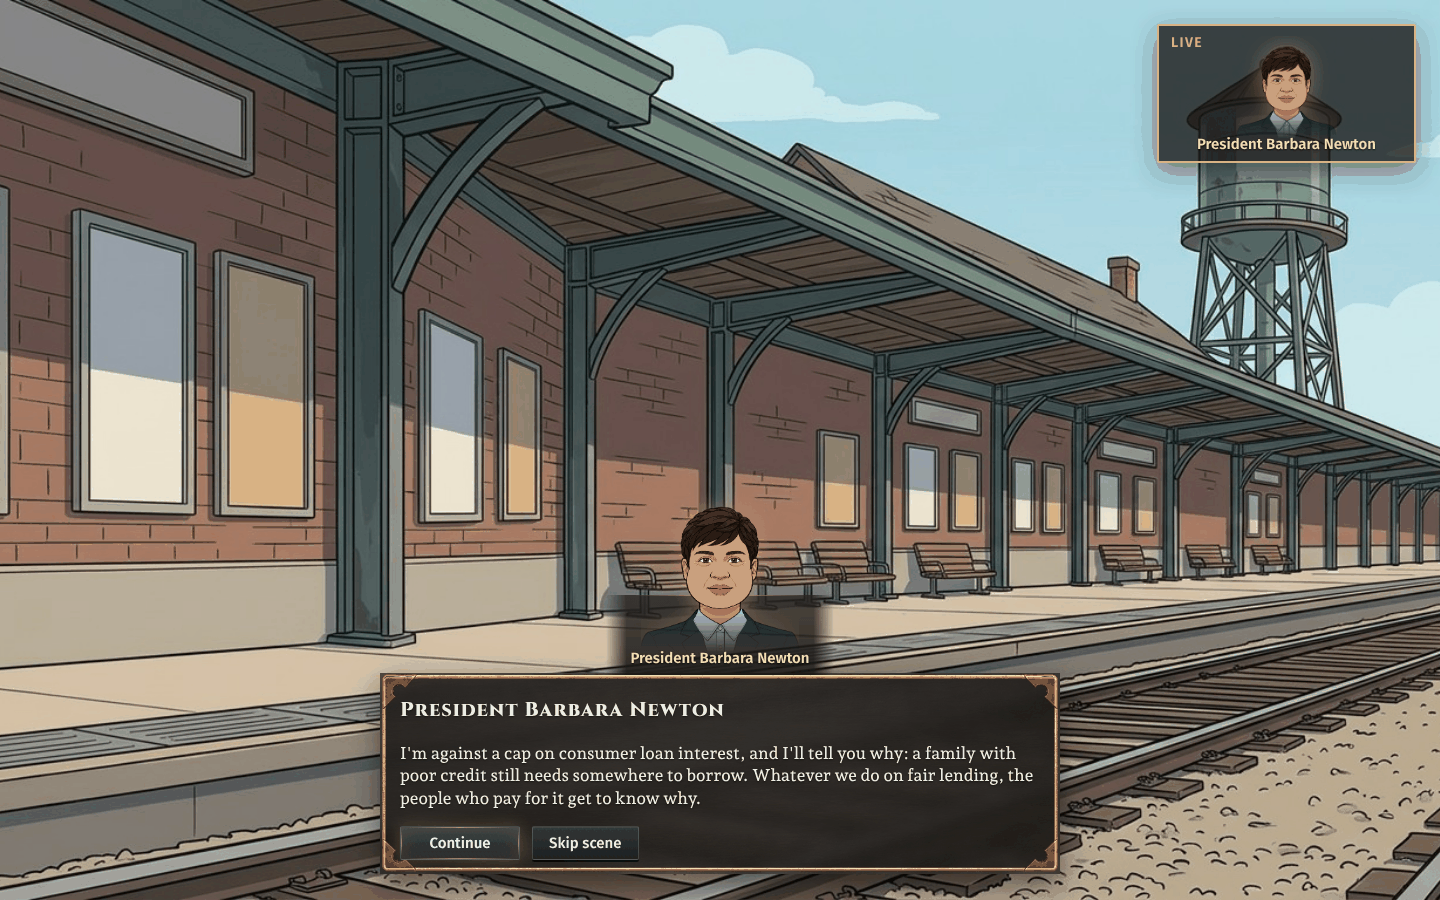 LIVE
President Barbara Newton
President Barbara Newton
President Barbara Newton
I'm against a cap on consumer loan interest, and I'll tell you why: a family with
poor credit still needs somewhere to borrow. Whatever we do on fair lending, the
people who pay for it get to know why.
Continue
Skip scene